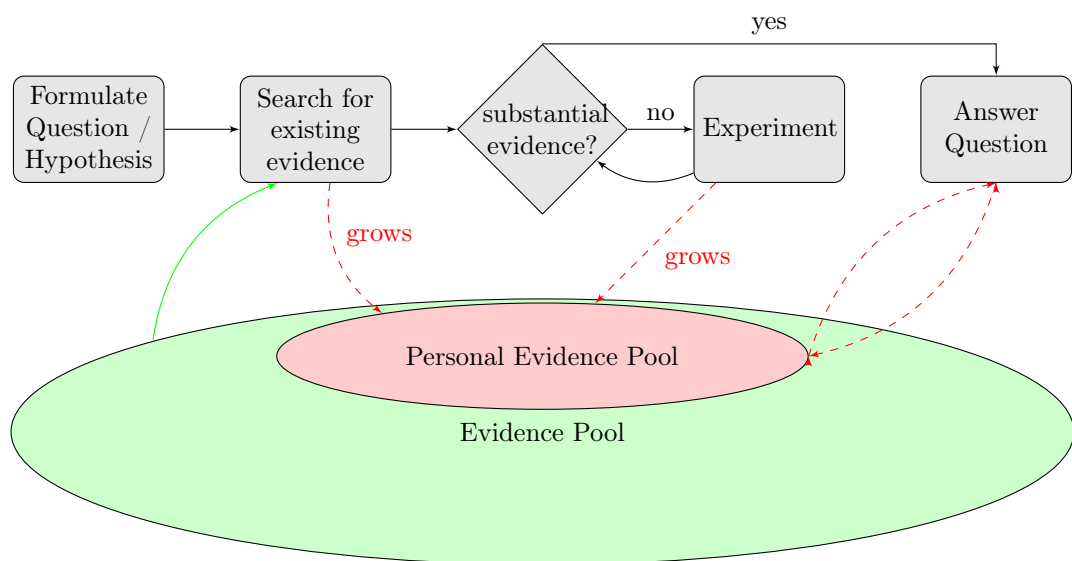 yes
Formulate
Question /
Hypothesis
Search for
existing
evidence
substantial
evidence?
no
Experiment
Answer
Question
grows
grows
Personal Evidence Pool
Evidence Pool